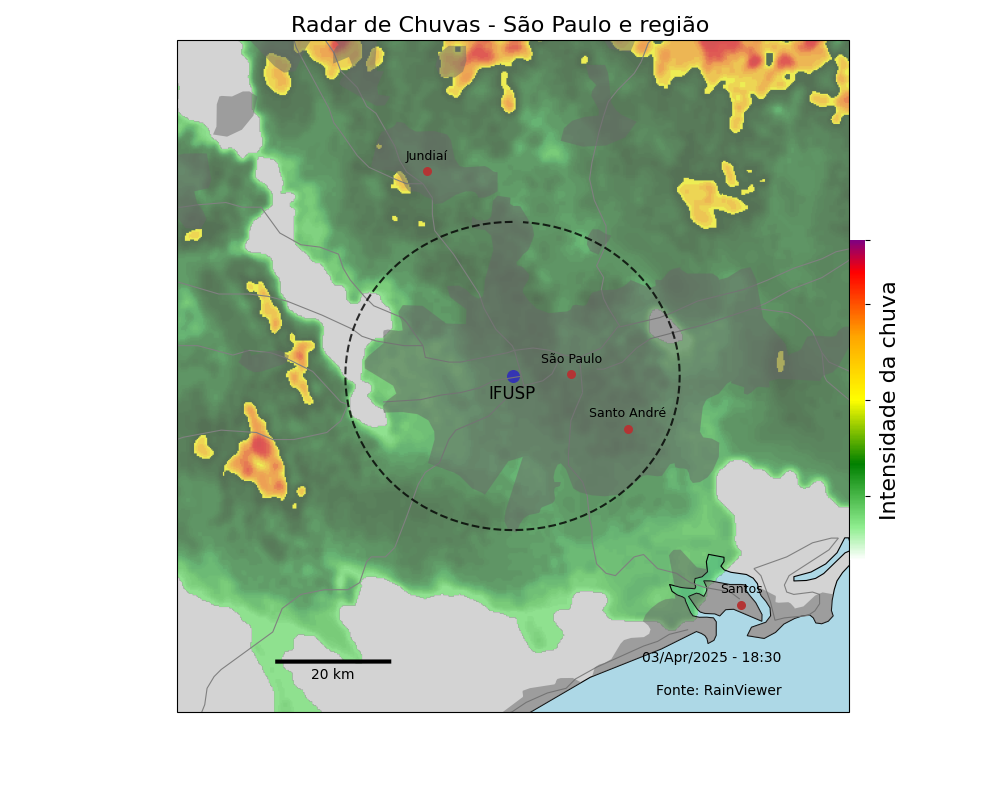 Radar de Chuvas - São Paulo e região
Jundiaí
São Paulo
IFUSP
Santo André
Intensidade da chuva
Santos
03/Apr/2025 - 18:30
20 km
Fonte: RainViewer